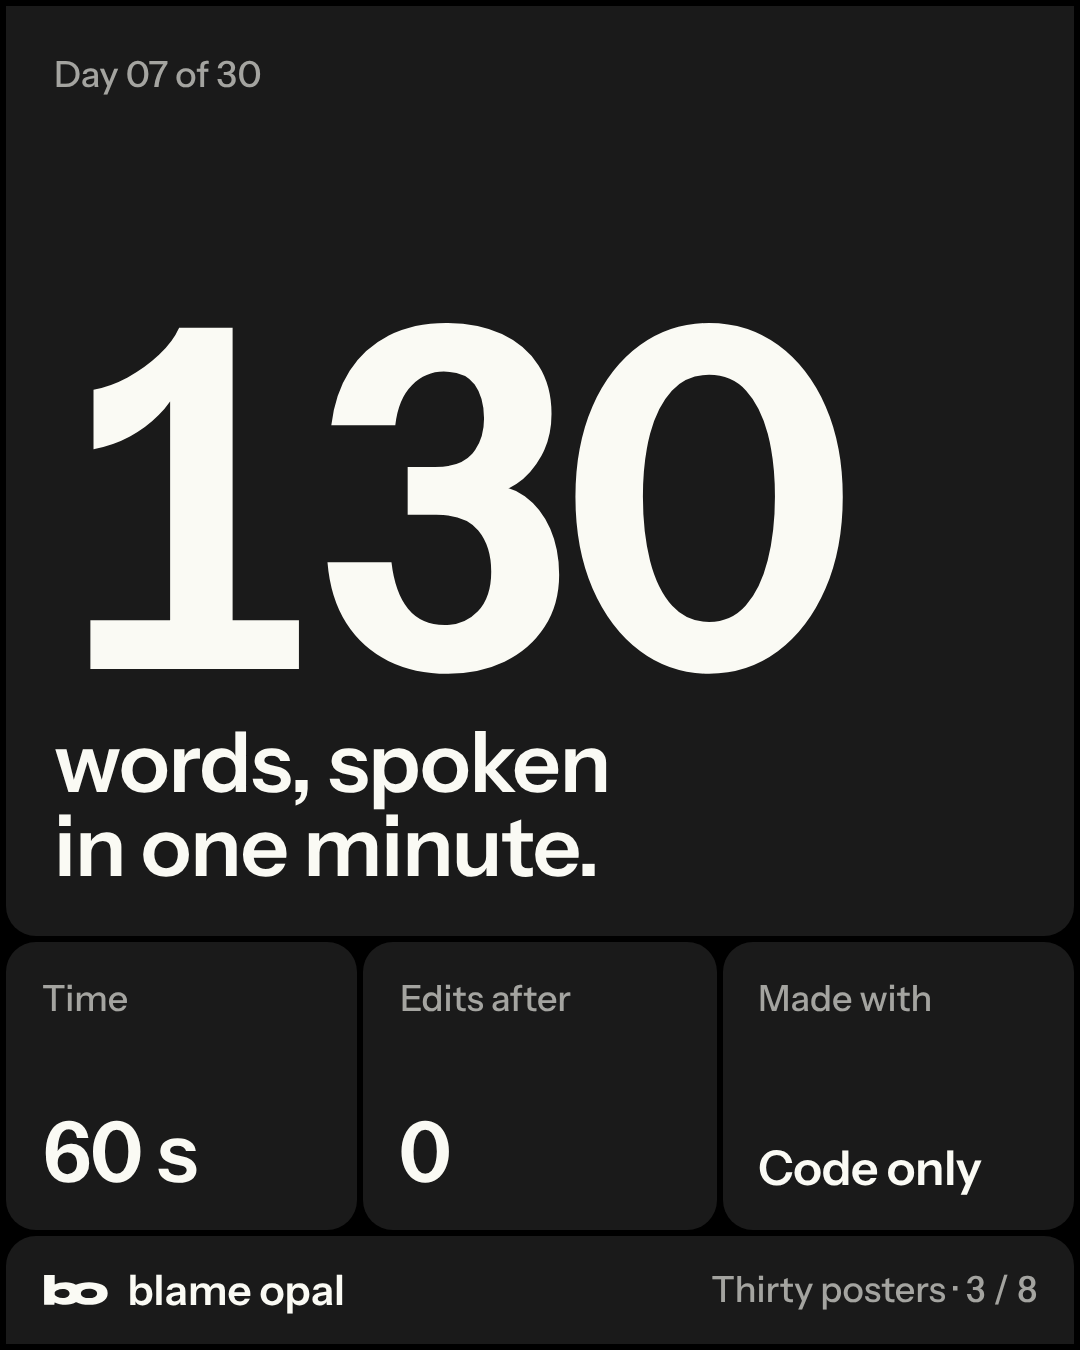 Day 07 of 30
130
words, spoken
in one minute.
Time
60 s
Edits after
0
Made with
Code only
bo blame opal
Thirty posters · 3 / 8